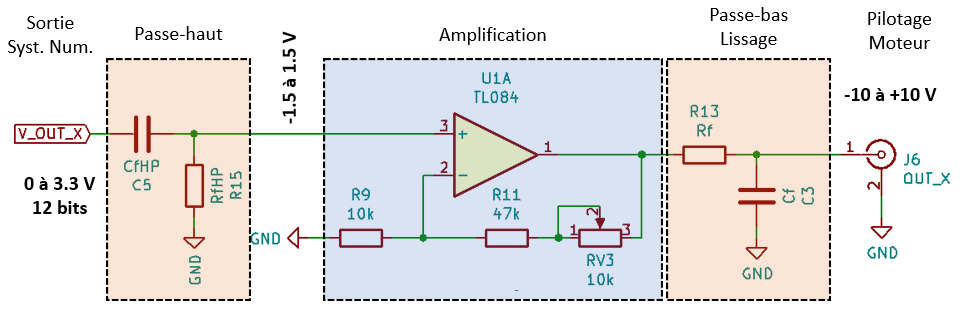 Sortie
Syst. Num.
Passe-haut
-1.5 à 1.5 V
Amplification
Passe-bas
Lissage
Pilotage
Moteur
V_OUT_X
0 à 3.3 V
12 bits
CfHP
C5
RfHP
R15
GND
U1A
TL084
3
+
2
-
1
GND
R9
10k
R11
47k
1
2
3
RV3
10k
R13
Rf
Cf
C3
GND
-10 à +10 V
1
2
J6
OUT_X
GND